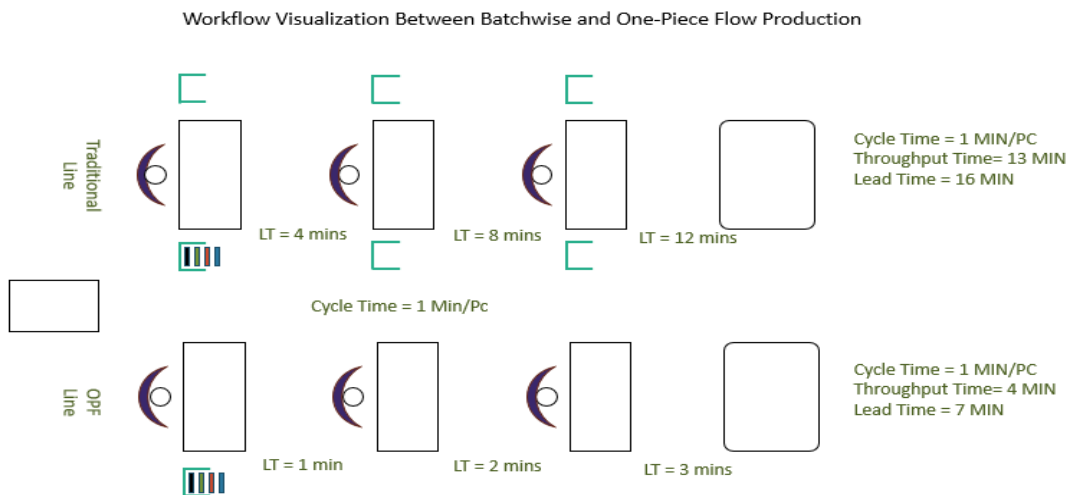 Workflow Visualization Between Batchwise and One-Piece Flow Production
Traditional
Line
Cycle Time = 1 MIN/PC
Throughput Time= 13 MIN
Lead Time = 16 MIN
LT = 4 mins
LT = 8 mins
LT = 12 mins
Cycle Time = 1 Min/Pc
OPF
Line
Cycle Time = 1 MIN/PC
Throughput Time= 4 MIN
Lead Time = 7 MIN
LT = 1 min
LT = 2 mins
LT = 3 mins